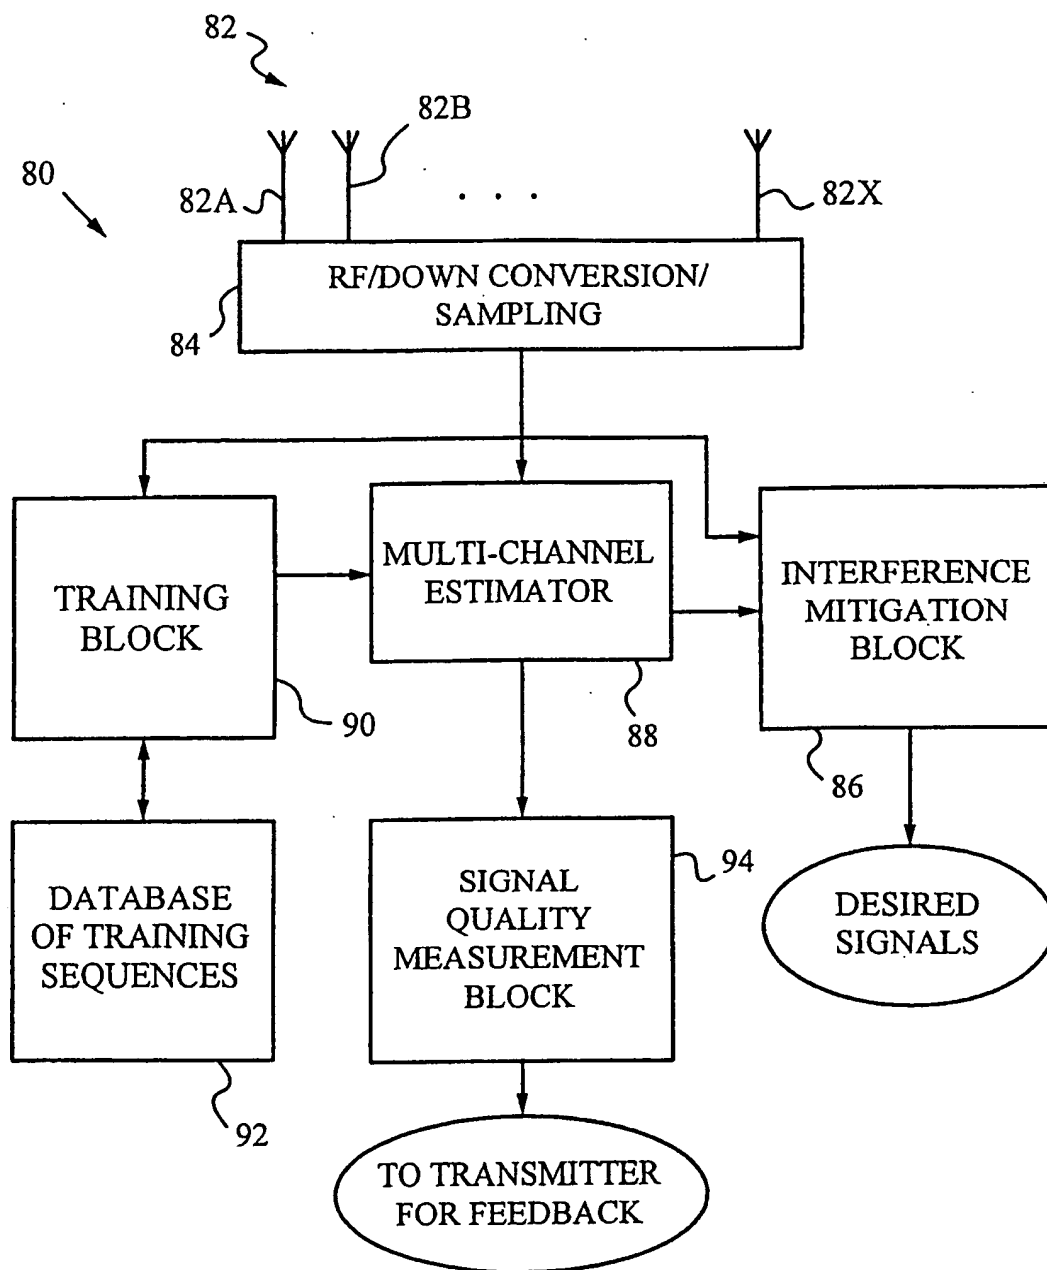 82
82B
80
82A
. . .
82X
RF/DOWN CONVERSION/
SAMPLING
84
TRAINING
BLOCK
90
MULTI-CHANNEL
ESTIMATOR
88
INTERFERENCE
MITIGATION
BLOCK
86
DATABASE
OF TRAINING
SEQUENCES
92
SIGNAL
QUALITY
MEASUREMENT
BLOCK
94
DESIRED
SIGNALS
TO TRANSMITTER
FOR FEEDBACK